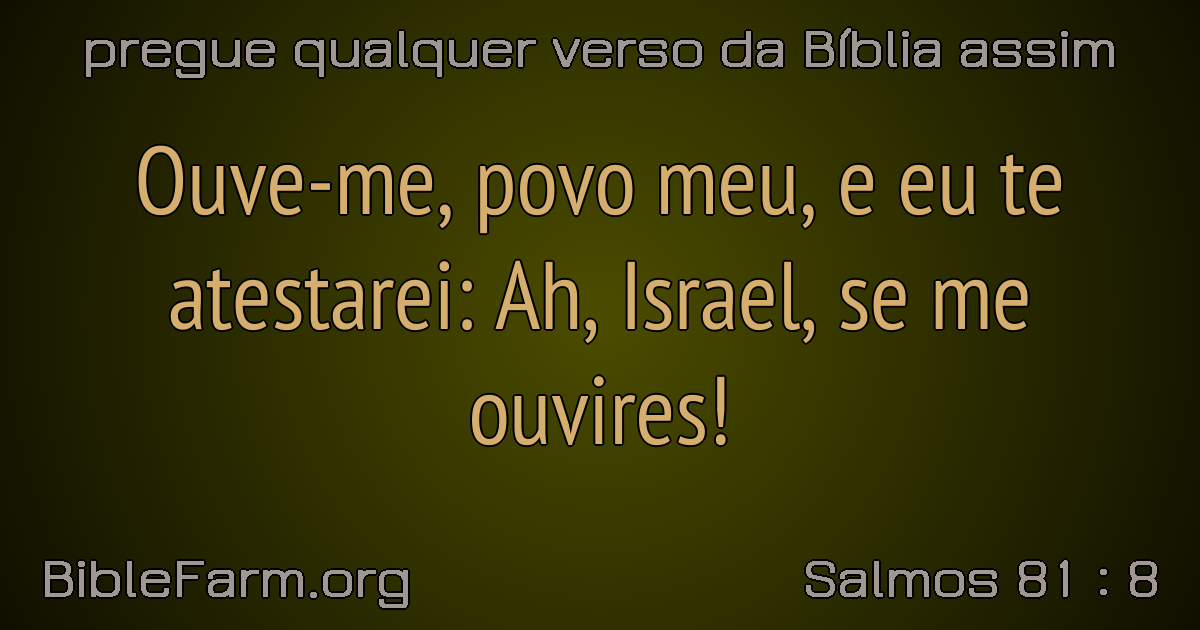 pregue qualquer verso da Bíblia assim
Ouve-me, povo meu, e eu te
atestarei: Ah, Israel, se me
ouvires!
BibleFarm.org
Salmos 81 : 8